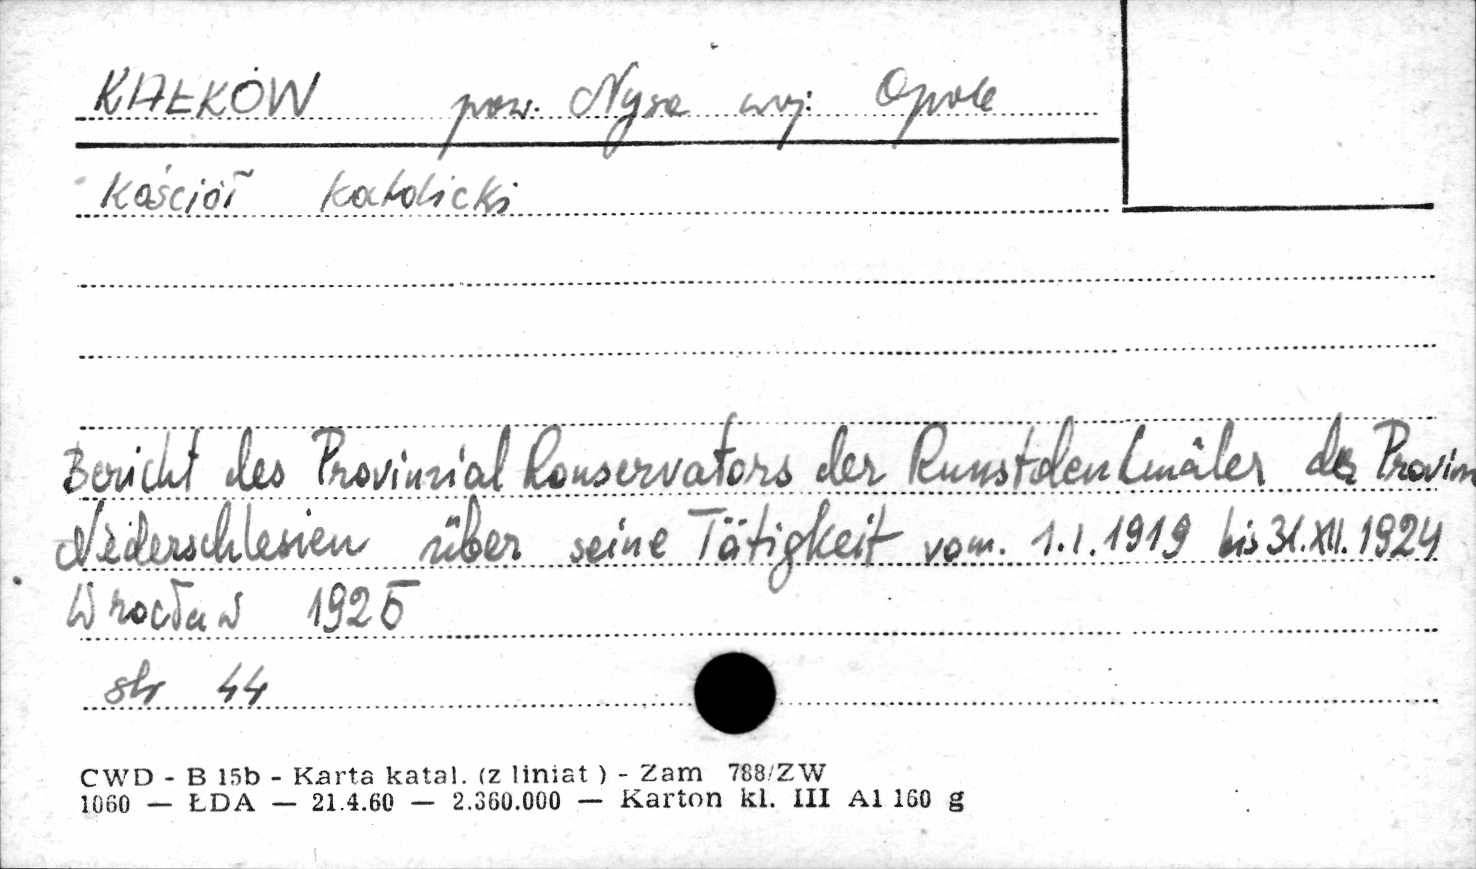 KAŁKÓW pow. Nysa woj. Opole
Kościół katolicki
Bericht des Provinzial Konservators der Kunstdenkmäler der Provin
Niederschlesien über seine Tätigkeit vom. 1.I.1919 bis 31.XII.1924
Wrocław 1925
str 44
CWD - B 15b - Karta katal. (z liniat ) - Zam 788/ZW
1060 — ŁDA — 21.4.60 — 2.360.000 — Karton kl. III A1 160 g